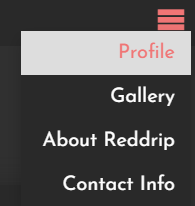 Profile
Gallery
About Reddrip
Contact Info